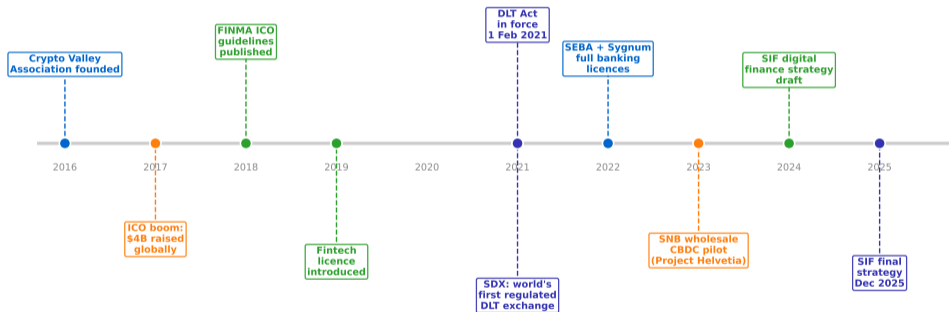 DLT Act
in force
1 Feb 2021
FINMA ICO
guidelines
published
SEBA + Sygnum
full banking
licences
Crypto Valley
Association founded
SIF digital
finance strategy
draft
2016
2017
2018
2019
2020
2021
2022
2023
2024
2025
ICO boom:
$4B raised
globally
Fintech
licence
introduced
SNB wholesale
CBDC pilot
(Project Helvetia)
SIF final
strategy
Dec 2025
SDX: world's
first regulated
DLT exchange